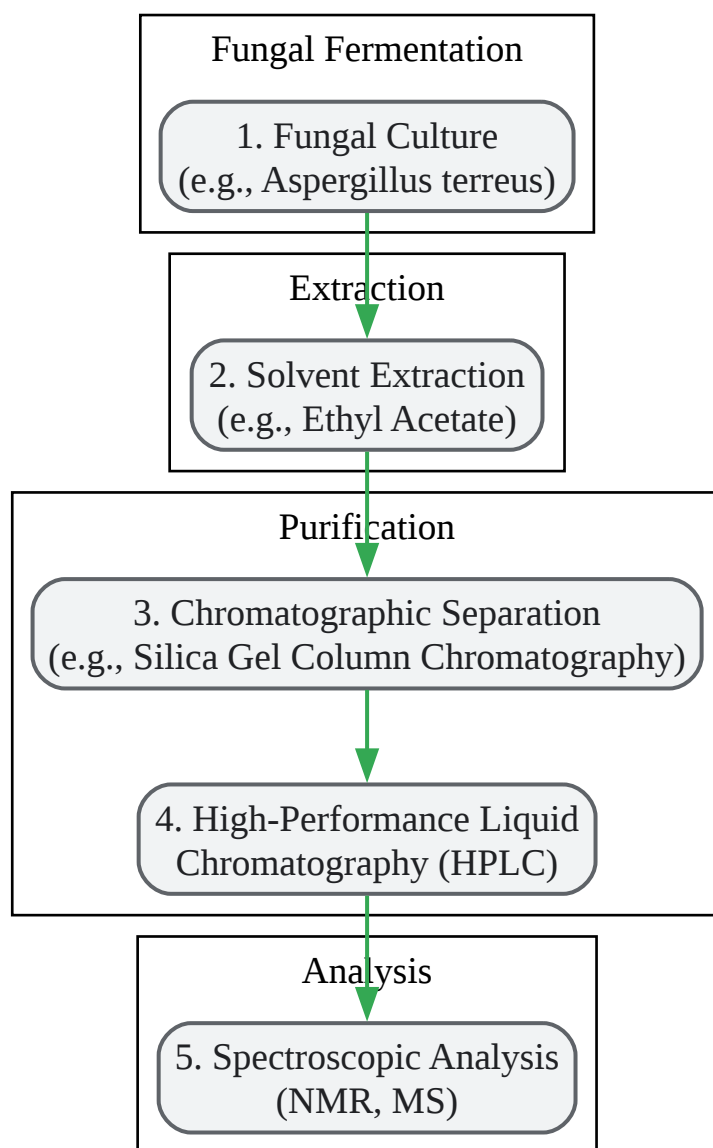 Fungal Fermentation
1. Fungal Culture
(e.g., Aspergillus terreus)
Extraction
2. Solvent Extraction
(e.g., Ethyl Acetate)
Purification
3. Chromatographic Separation
(e.g., Silica Gel Column Chromatography)
4. High-Performance Liquid
Chromatography (HPLC)
Analysis
5. Spectroscopic Analysis
(NMR, MS)